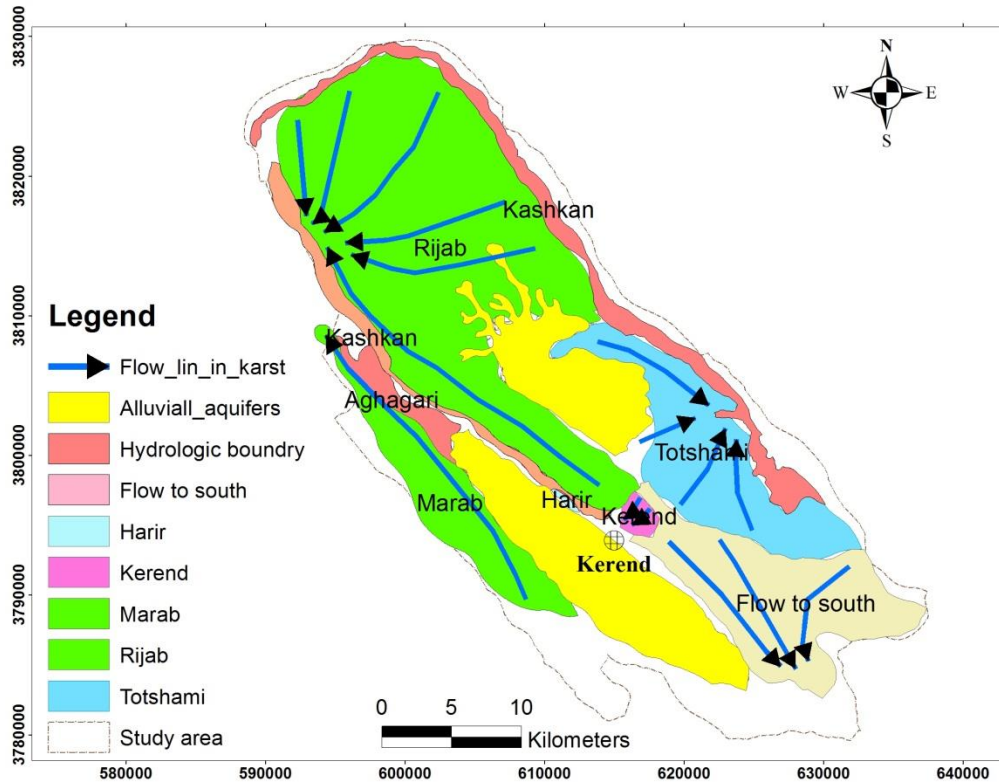 3830000
3820000
3810000
3800000
3790000
3780000
N
W E
S
Kashkan
Rijab
Kashkan
Aghagari
Marab
Harir
Totshami
Kerend
Kerend
Flow to south
Legend
Flow_lin_in_karst
Alluviall_aquifers
Hydrologic boundry
Flow to south
Harir
Kerend
Marab
Rijab
Totshami
Study area
0 5 10
Kilometers
580000 590000 600000 610000 620000 630000 640000